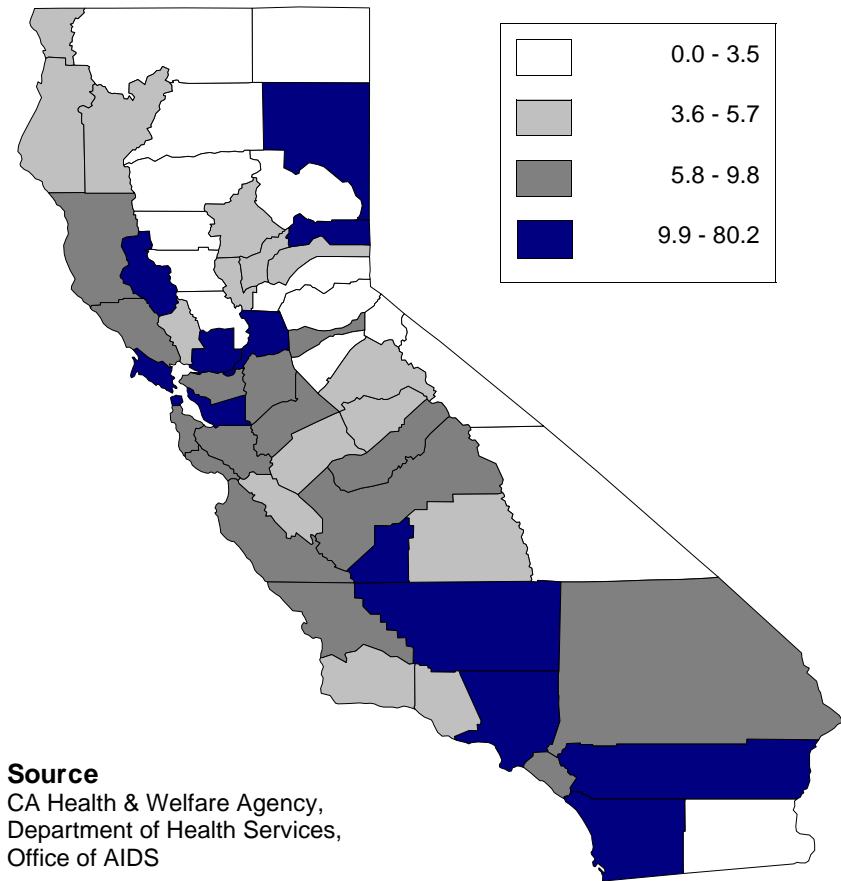 0.0 - 3.5
3.6 - 5.7
5.8 - 9.8
9.9 - 80.2
Source
CA Health & Welfare Agency,
Department of Health Services,
Office of AIDS